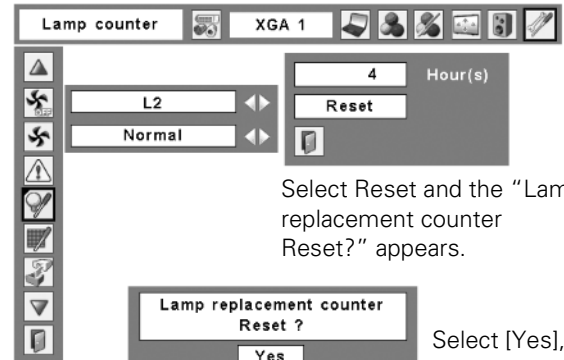 Lamp counter XGA 1
4 Hour(s)
L2 Reset
Normal
Select Reset and the “Lam
replacement counter
Reset?” appears.
Lamp replacement counter
Reset ?
Select [Yes],
Yes